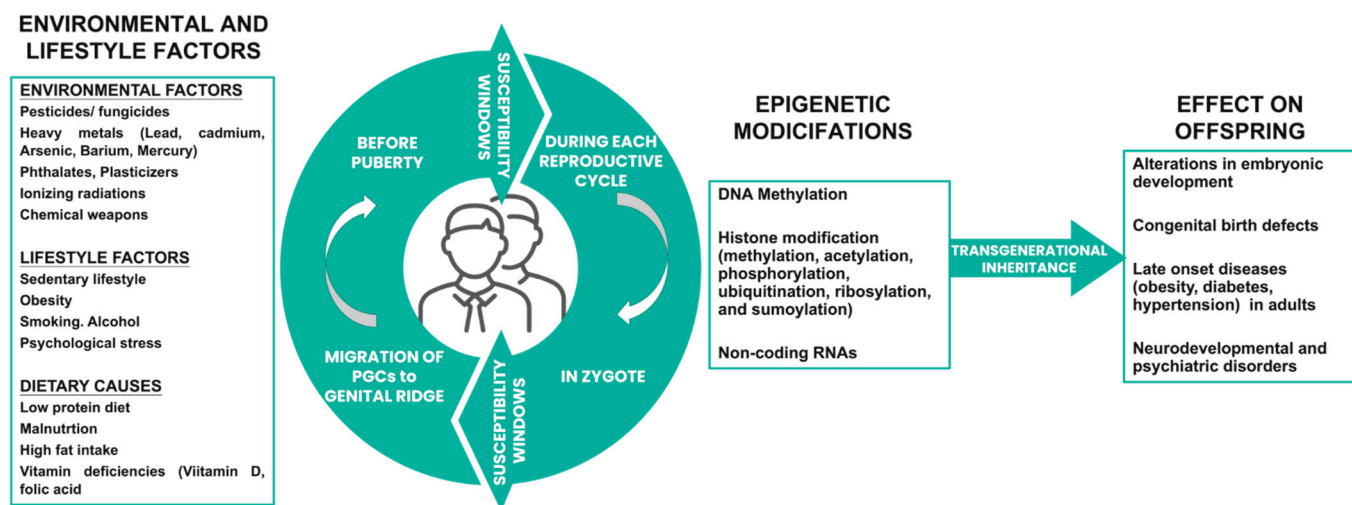 ENVIRONMENTAL AND
LIFESTYLE FACTORS
ENVIRONMENTAL FACTORS
Pesticides/ fungicides
Heavy metals (Lead, cadmium,
Arsenic, Barium, Mercury)
Phthalates, Plasticizers
Ionizing radiations
Chemical weapons
LIFESTYLE FACTORS
Sedentary lifestyle
Obesity
Smoking. Alcohol
Psychological stress
DIETARY CAUSES
Low protein diet
Malnutrtion
High fat intake
Vitamin deficiencies (Viitamin D,
folic acid
SUSCEPTIBILITY
WINDOWS
BEFORE
PUBERTY
DURING EACH
REPRODUCTIVE
CYCLE
MIGRATION OF
PGCs to
GENITAL RIDGE
IN ZYGOTE
SUSCEPTIBILITY
WINDOWS
EPIGENETIC
MODICIFATIONS
DNA Methylation
Histone modification
(methylation, acetylation,
phosphorylation,
ubiquitination, ribosylation,
and sumoylation)
Non-coding RNAs
TRANSGENERATIONAL
INHERITANCE
EFFECT ON
OFFSPRING
Alterations in embryonic
development
Congenital birth defects
Late onset diseases
(obesity, diabetes,
hypertension) in adults
Neurodevelopmental and
psychiatric disorders